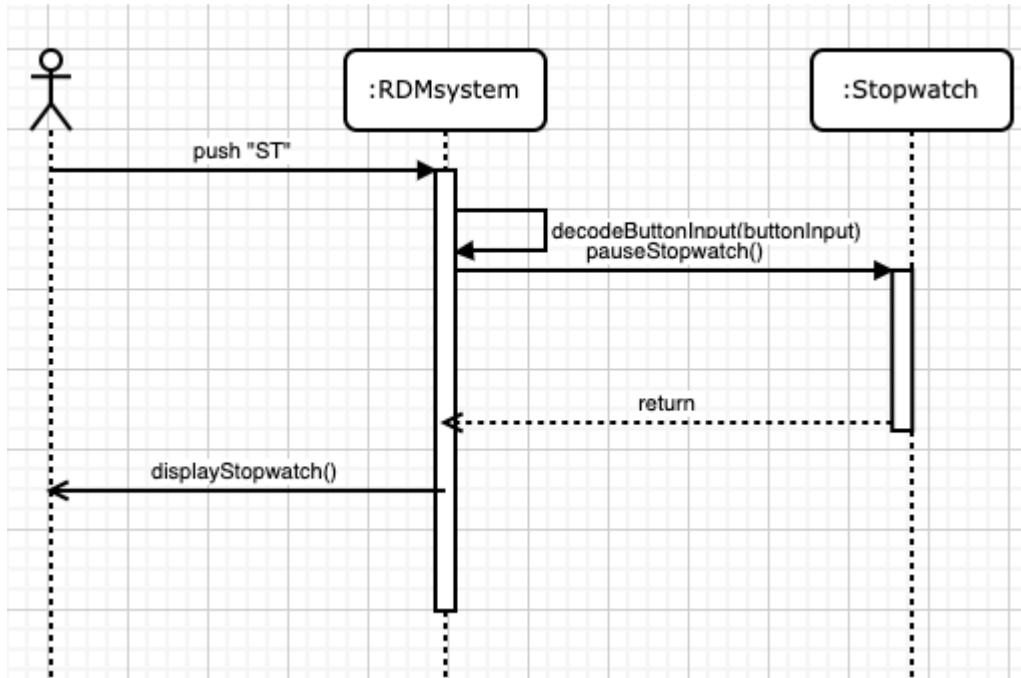 :RDMsystem
:Stopwatch
push "ST"
decodeButtonInput(buttonInput)
pauseStopwatch()
return
displayStopwatch()